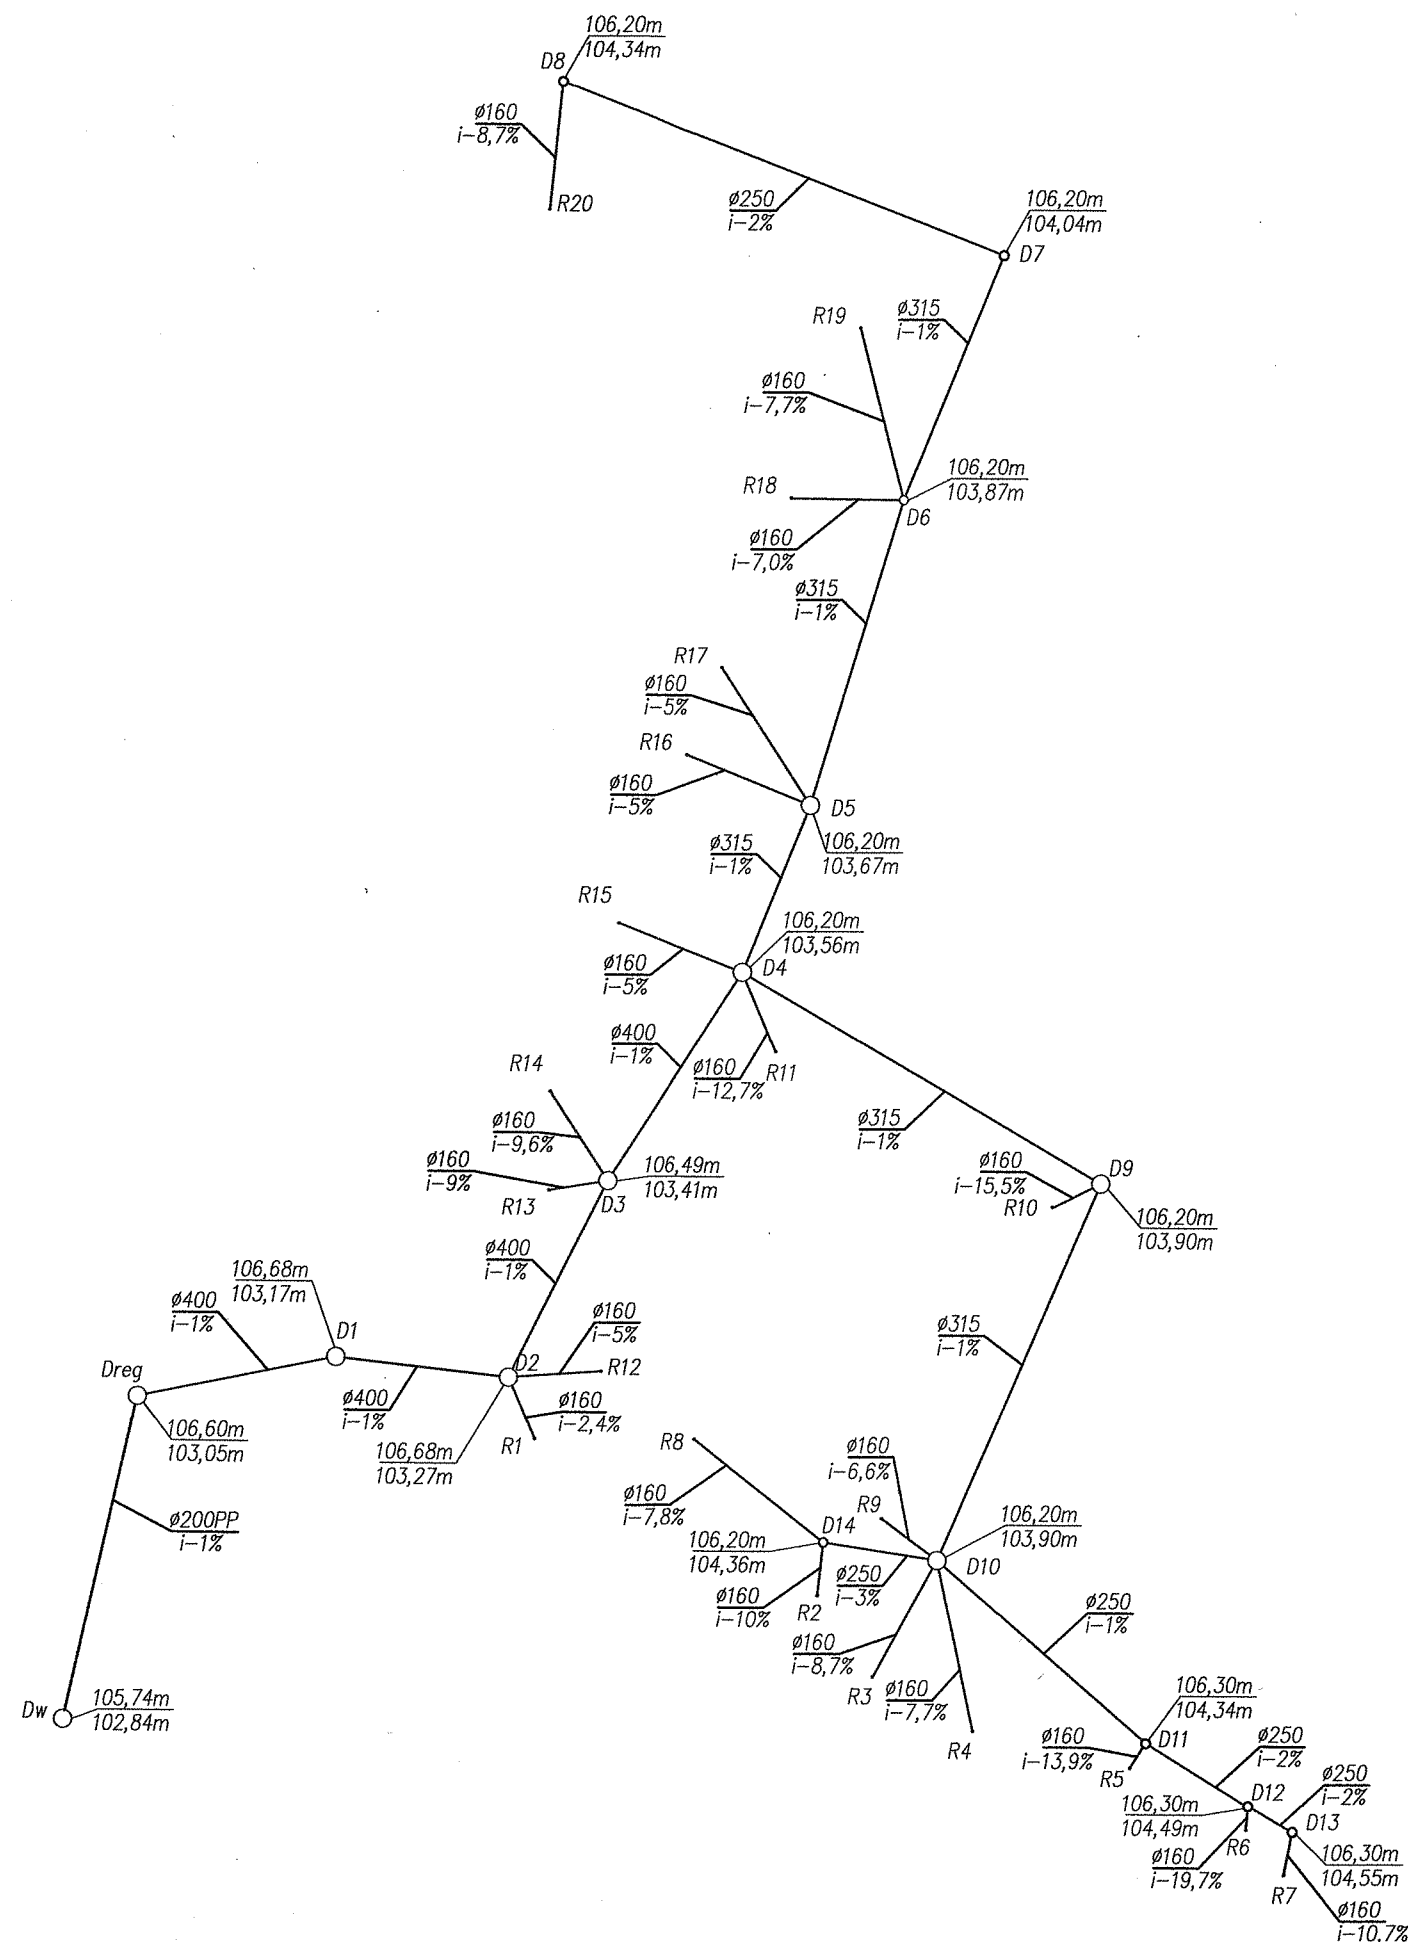 106,20m
104,34m
D8
ø160
i-8,7%
R20
ø250
i-2%
106,20m
104,04m
D7
R19
ø315
i-1%
ø160
i-7,7%
R18
106,20m
103,87m
D6
ø160
i-7,0%
ø315
i-1%
R17
ø160
i-5%
R16
ø160
i-5%
D5
106,20m
103,67m
ø315
i-1%
R15
106,20m
103,56m
D4
ø160
i-5%
ø400
i-1%
R14
ø160
i-12,7%
R11
ø160
i-9,6%
ø315
i-1%
ø160
i-9%
R13
D3
106,49m
103,41m
ø160
i-15,5%
R10
D9
106,20m
103,90m
ø400
i-1%
106,68m
103,17m
ø400
i-1%
D1
ø160
i-5%
ø315
i-1%
Dreg
D2
R12
ø400
i-1%
ø160
i-2,4%
106,60m
103,05m
106,68m
103,27m
R1
R8
ø160
i-6,6%
ø160
i-7,8%
R9
ø200PP
i-1%
D14
106,20m
104,36m
106,20m
103,90m
D10
ø250
i-3%
ø160
i-10%
R2
ø250
i-1%
ø160
i-8,7%
R3
ø160
i-7,7%
R4
106,30m
104,34m
Dw
105,74m
102,84m
D11
ø160
i-13,9%
R5
ø250
i-2%
ø250
i-2%
D12
106,30m
104,49m
D13
R6
ø160
i-19,7%
106,30m
104,55m
R7
ø160
i-10,7%